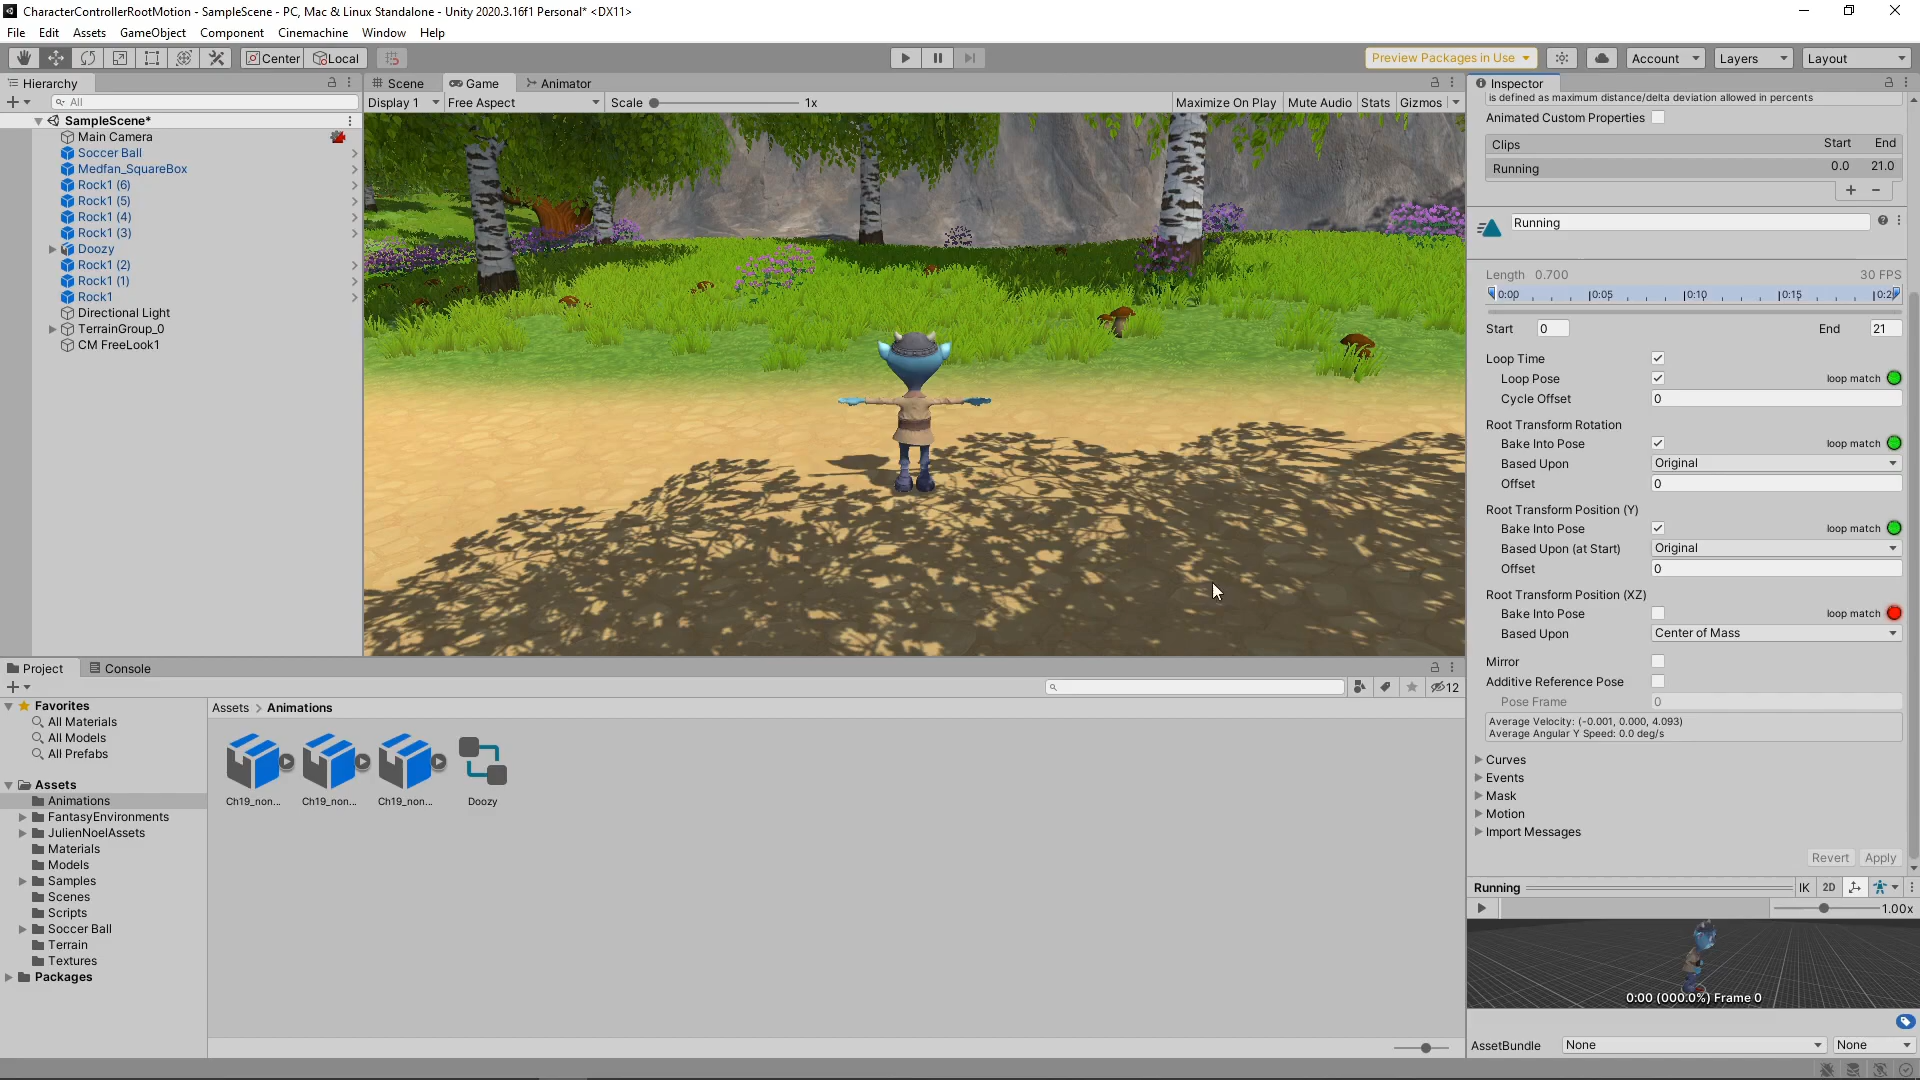 CharacterControllerRootMotion - SampleScene - PC, Mac & Linux Standalone - Unity 2020.3.16f1 Personal* <DX11>
File Edit Assets GameObject Component Cinemachine Window Help
Center Local Preview Packages in Use Account Layers Layout
Hierarchy
All
SampleScene*
Main Camera
Soccer Ball
Medfan_SquareBox
Rock1 (6)
Rock1 (5)
Rock1 (4)
Rock1 (3)
Doozy
Rock1 (2)
Rock1 (1)
Rock1
Directional Light
TerrainGroup_0
CM FreeLook1
Scene Game Animator
Display 1 Free Aspect Scale 1x Maximize On Play Mute Audio Stats Gizmos
Inspector
is defined as maximum distance/delta deviation allowed in percents
Animated Custom Properties
Clips Start End
Running 0.0 21.0
Running
Length 0.700 30 FPS
0:00 0:05 0:10 0:15 0:2
Start 0 End 21
Loop Time
Loop Pose loop match
Cycle Offset 0
Root Transform Rotation
Bake Into Pose loop match
Based Upon Original
Offset 0
Root Transform Position (Y)
Bake Into Pose loop match
Based Upon (at Start) Original
Offset 0
Root Transform Position (XZ)
Bake Into Pose loop match
Based Upon Center of Mass
Mirror
Additive Reference Pose
Pose Frame 0
Average Velocity: (-0.001, 0.000, 4.093)
Average Angular Y Speed: 0.0 deg/s
Curves
Events
Mask
Motion
Import Messages
Revert Apply
Running IK 2D
1.00x
0:00 (000.0%) Frame 0
AssetBundle None None
Project Console
12
Favorites
All Materials
All Models
All Prefabs
Assets
Animations
FantasyEnvironments
JulienNoelAssets
Materials
Models
Samples
Scenes
Scripts
Soccer Ball
Terrain
Textures
Packages
Assets > Animations
Ch19_non... Ch19_non... Ch19_non... Doozy